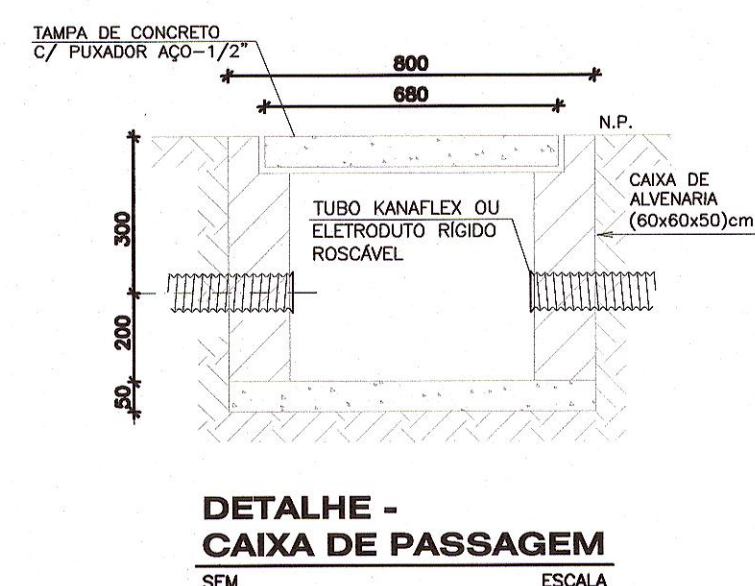 TAMPA DE CONCRETO
C/ PUXADOR AÇO-1/2"
800
680
N.P.
CAIXA DE
ALVENARIA
(60x60x50)cm
TUBO KANAFLEX OU
ELETRODUTO RÍGIDO
ROSCÁVEL
300
200
50
DETALHE -
CAIXA DE PASSAGEM
SEM ESCALA